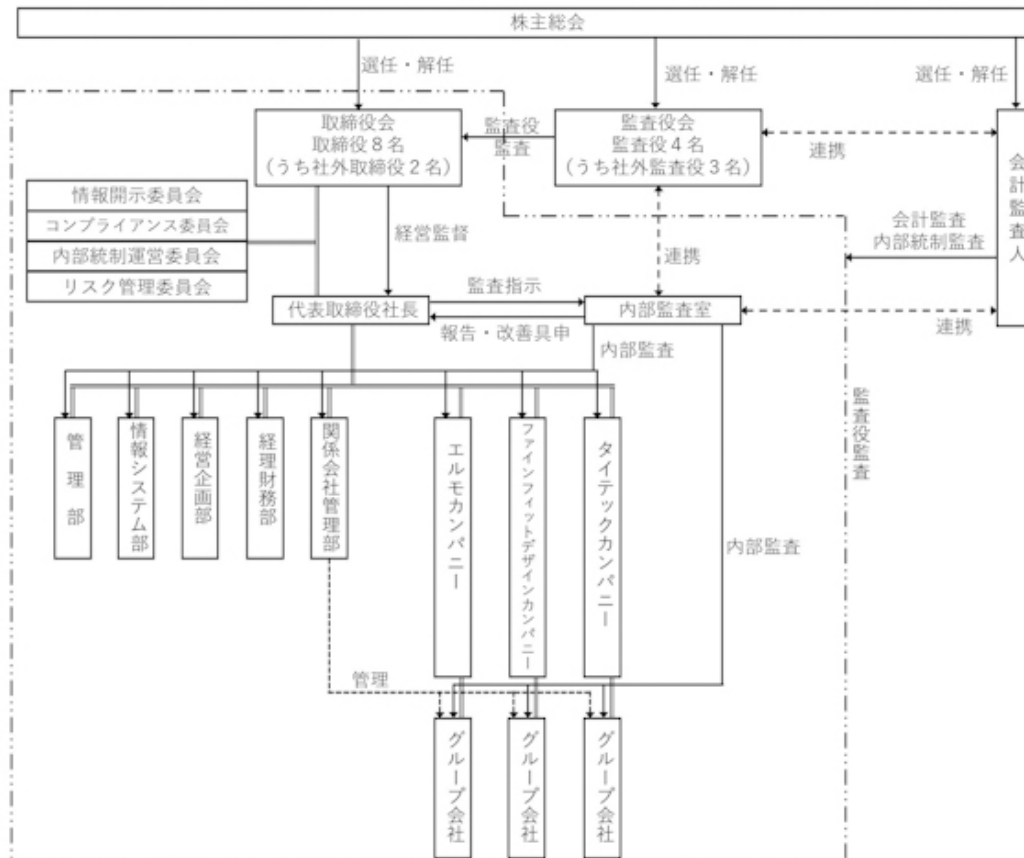 株主総会
選任・解任
選任・解任
選任・解任
取締役会
取締役８名
（うち社外取締役２名）
監査役
監査
監査役会
監査役４名
（うち社外監査役３名）
連携
会計監査人
情報開示委員会
コンプライアンス委員会
内部統制運営委員会
リスク管理委員会
経営監督
連携
会計監査
内部統制監査
代表取締役社長
監査指示
報告・改善具申
内部監査室
連携
内部監査
監査役監査
管理部
情報システム部
経営企画部
経理財務部
関係会社管理部
エルモカンパニー
ファインフィットデザインカンパニー
タイテックカンパニー
内部監査
管理
グループ会社
グループ会社
グループ会社